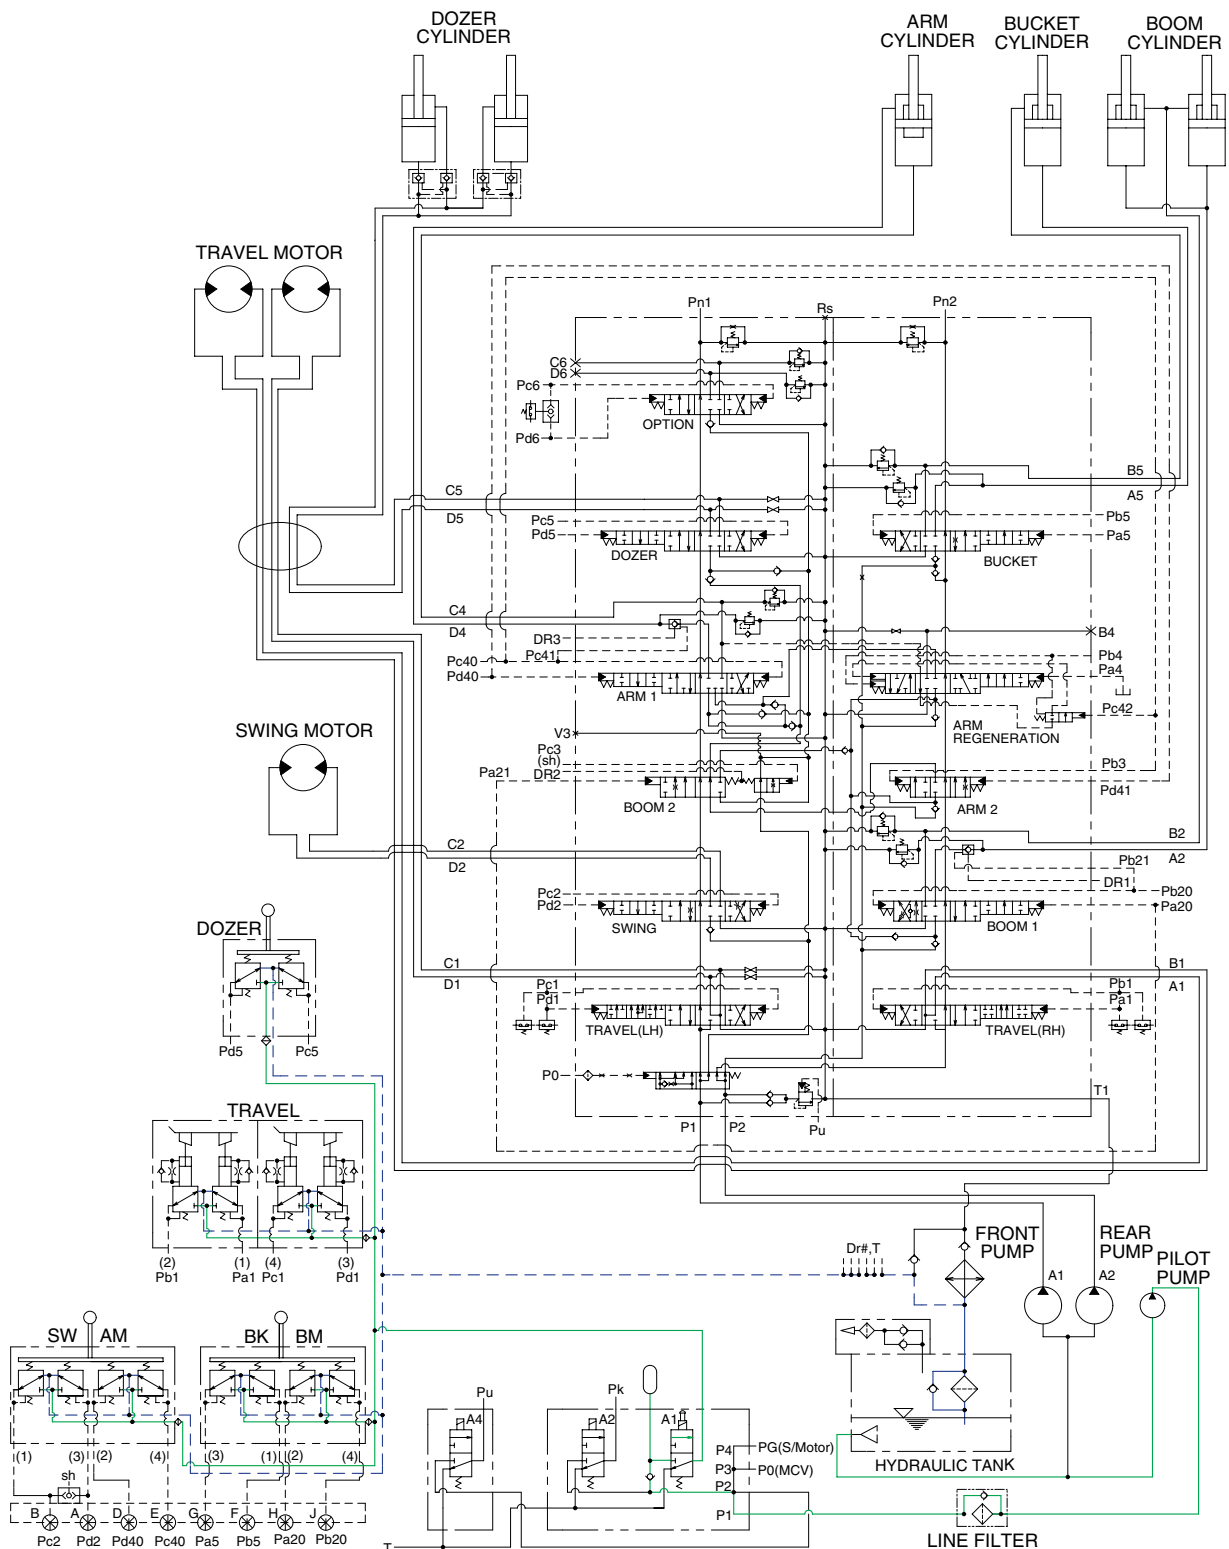 DOZER CYLINDER
ARM CYLINDER
BUCKET CYLINDER
BOOM CYLINDER
TRAVEL MOTOR
Pn1
Rs
Pn2
C6
D6
Pc6
Pd6
OPTION
C5
D5
Pc5
Pd5
DOZER
B5
A5
Pb5
Pa5
BUCKET
C4
D4
DR3
Pc40
Pc41
Pd40
ARM 1
B4
Pb4
Pa4
Pc42
ARM REGENERATION
SWING MOTOR
V3
Pc3
(sh)
Pa21
DR2
BOOM 2
Pb3
Pd41
ARM 2
C2
D2
Pc2
Pd2
SWING
B2
A2
Pb21
DR1
Pb20
Pa20
BOOM 1
DOZER
Pd5
Pc5
C1
D1
Pc1
Pd1
TRAVEL(LH)
B1
A1
Pb1
Pa1
TRAVEL(RH)
P0
P1
P2
Pu
T1
TRAVEL
(2)
(1)
(4)
(3)
Pb1
Pa1
Pc1
Pd1
Dr#,T
FRONT PUMP
REAR PUMP
PILOT PUMP
A1
A2
SW
AM
BK
BM
(1)
(3)
(2)
(4)
(3)
(1)
(2)
(4)
sh
B
A
D
E
G
F
H
J
Pc2
Pd2
Pd40
Pc40
Pa5
Pb5
Pa20
Pb20
Pu
A4
Pk
A2
A1
P4
P3
P2
P1
PG(S/Motor)
P0(MCV)
T
HYDRAULIC TANK
LINE FILTER